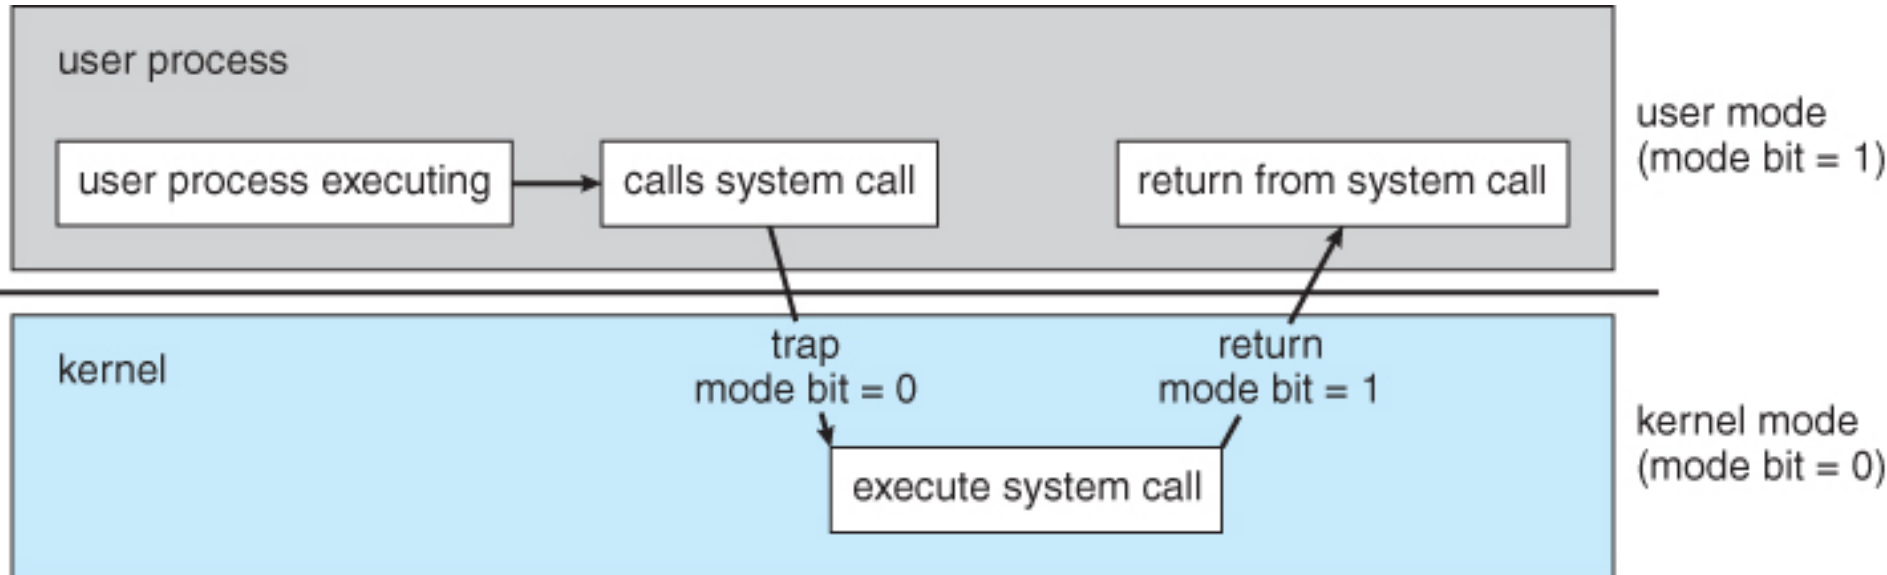 user process
user process executing
calls system call
return from system call
user mode
(mode bit = 1)
kernel
trap
mode bit = 0
return
mode bit = 1
execute system call
kernel mode
(mode bit = 0)